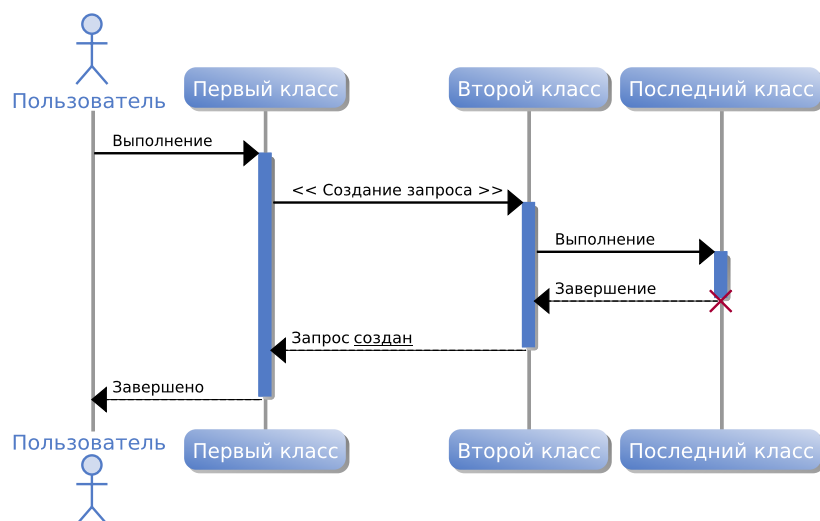 Пользователь
Первый класс
Второй класс
Последний класс
Выполнение
<< Создание запроса >>
Выполнение
Завершение
Запрос создан
Завершено
Пользователь
Первый класс
Второй класс
Последний класс